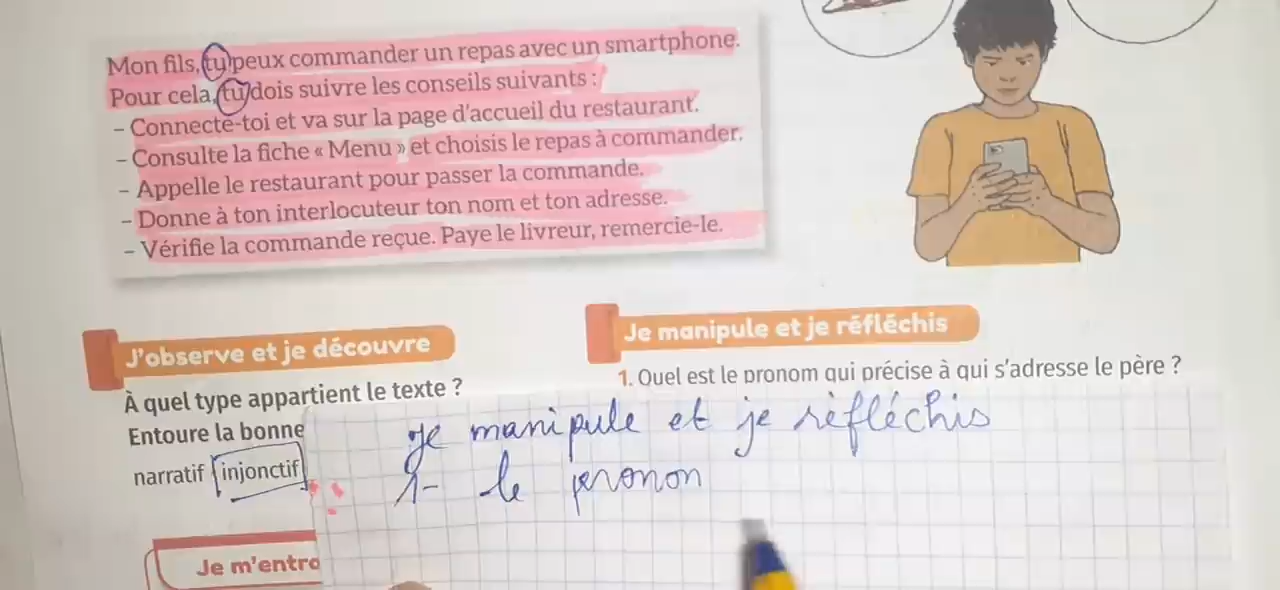 Mon fils, tu peux commander un repas avec un smartphone.
Pour cela, tu dois suivre les conseils suivants :
– Connecte-toi et va sur la page d'accueil du restaurant.
– Consulte la fiche « Menu » et choisis le repas à commander.
– Appelle le restaurant pour passer la commande.
– Donne à ton interlocuteur ton nom et ton adresse.
– Vérifie la commande reçue. Paye le livreur, remercie-le.
J'observe et je découvre
À quel type appartient le texte ?
Entoure la bonne
narratif injonctif
Je manipule et je réfléchis
1. Quel est le pronom qui précise à qui s'adresse le père ?
Je manipule et je réfléchis
1- le pronon
Je m'entra